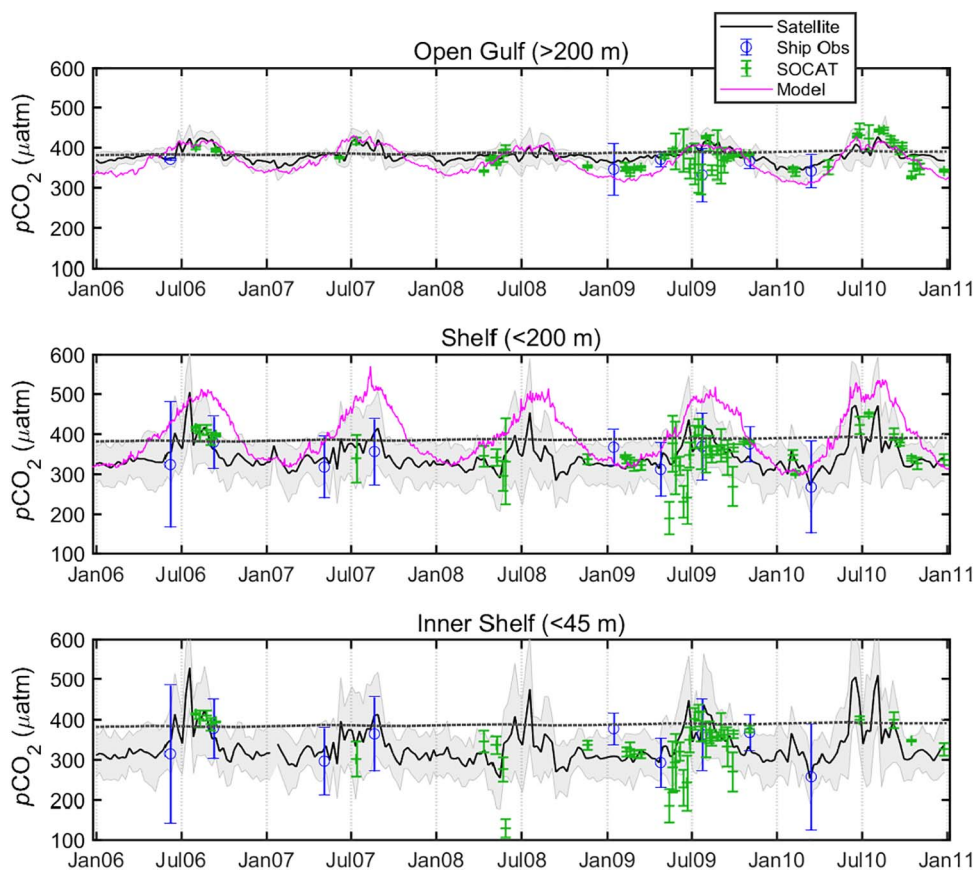 Satellite
Ship Obs
SOCAT
Model
Open Gulf (>200 m)
600
500
400
300
200
100
pCO2 (μatm)
Jan06 Jul06 Jan07 Jul07 Jan08 Jul08 Jan09 Jul09 Jan10 Jul10 Jan11
Shelf (<200 m)
600
500
400
300
200
100
pCO2 (μatm)
Jan06 Jul06 Jan07 Jul07 Jan08 Jul08 Jan09 Jul09 Jan10 Jul10 Jan11
Inner Shelf (<45 m)
600
500
400
300
200
100
pCO2 (μatm)
Jan06 Jul06 Jan07 Jul07 Jan08 Jul08 Jan09 Jul09 Jan10 Jul10 Jan11